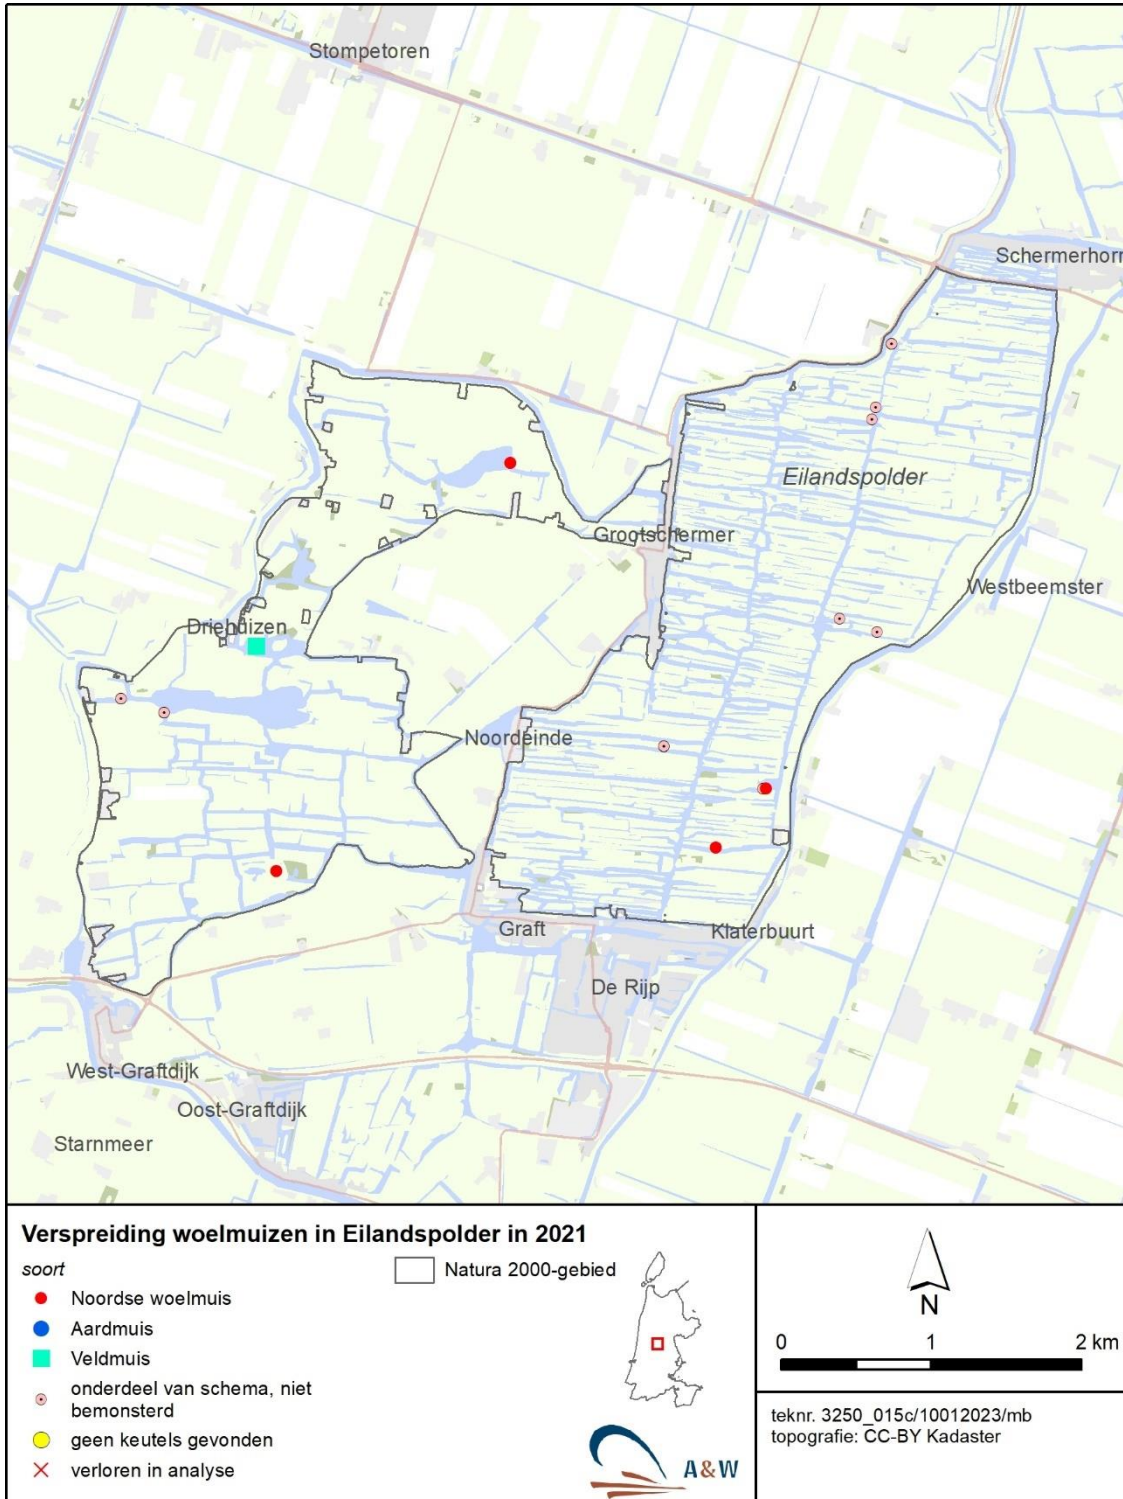 Stompetoren
Schermerhorn
Eilandspolder
Grootschermer
Westbeemster
Driehuizen
Noordeinde
Graft
Klaterbuurt
De Rijp
West-Graftdijk
Oost-Graftdijk
Starnmeer
Verspreiding woelmuizen in Eilandspolder in 2021
soort
Natura 2000-gebied
Noordse woelmuis
Aardmuis
Veldmuis
onderdeel van schema, niet
bemonsterd
geen keutels gevonden
verloren in analyse
A&W
N
0 1 2 km
teknr. 3250_015c/10012023/mb
topografie: CC-BY Kadaster